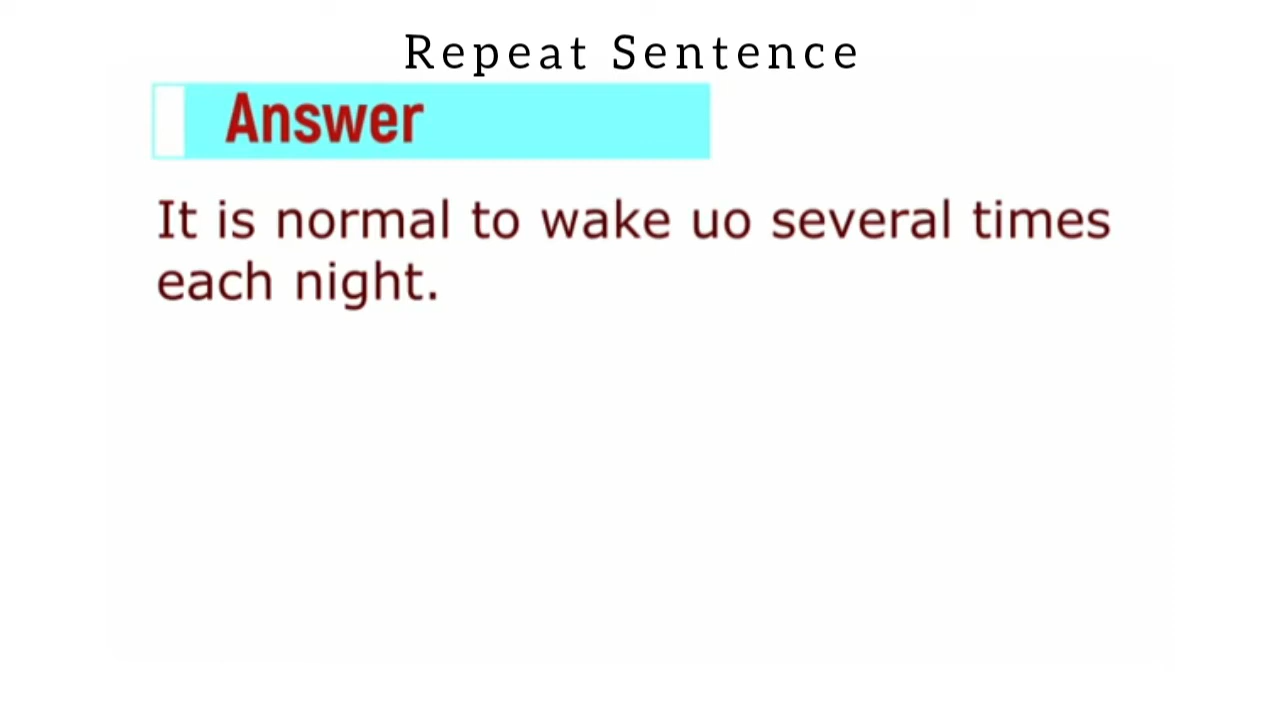 Repeat Sentence
Answer
It is normal to wake uo several times
each night.